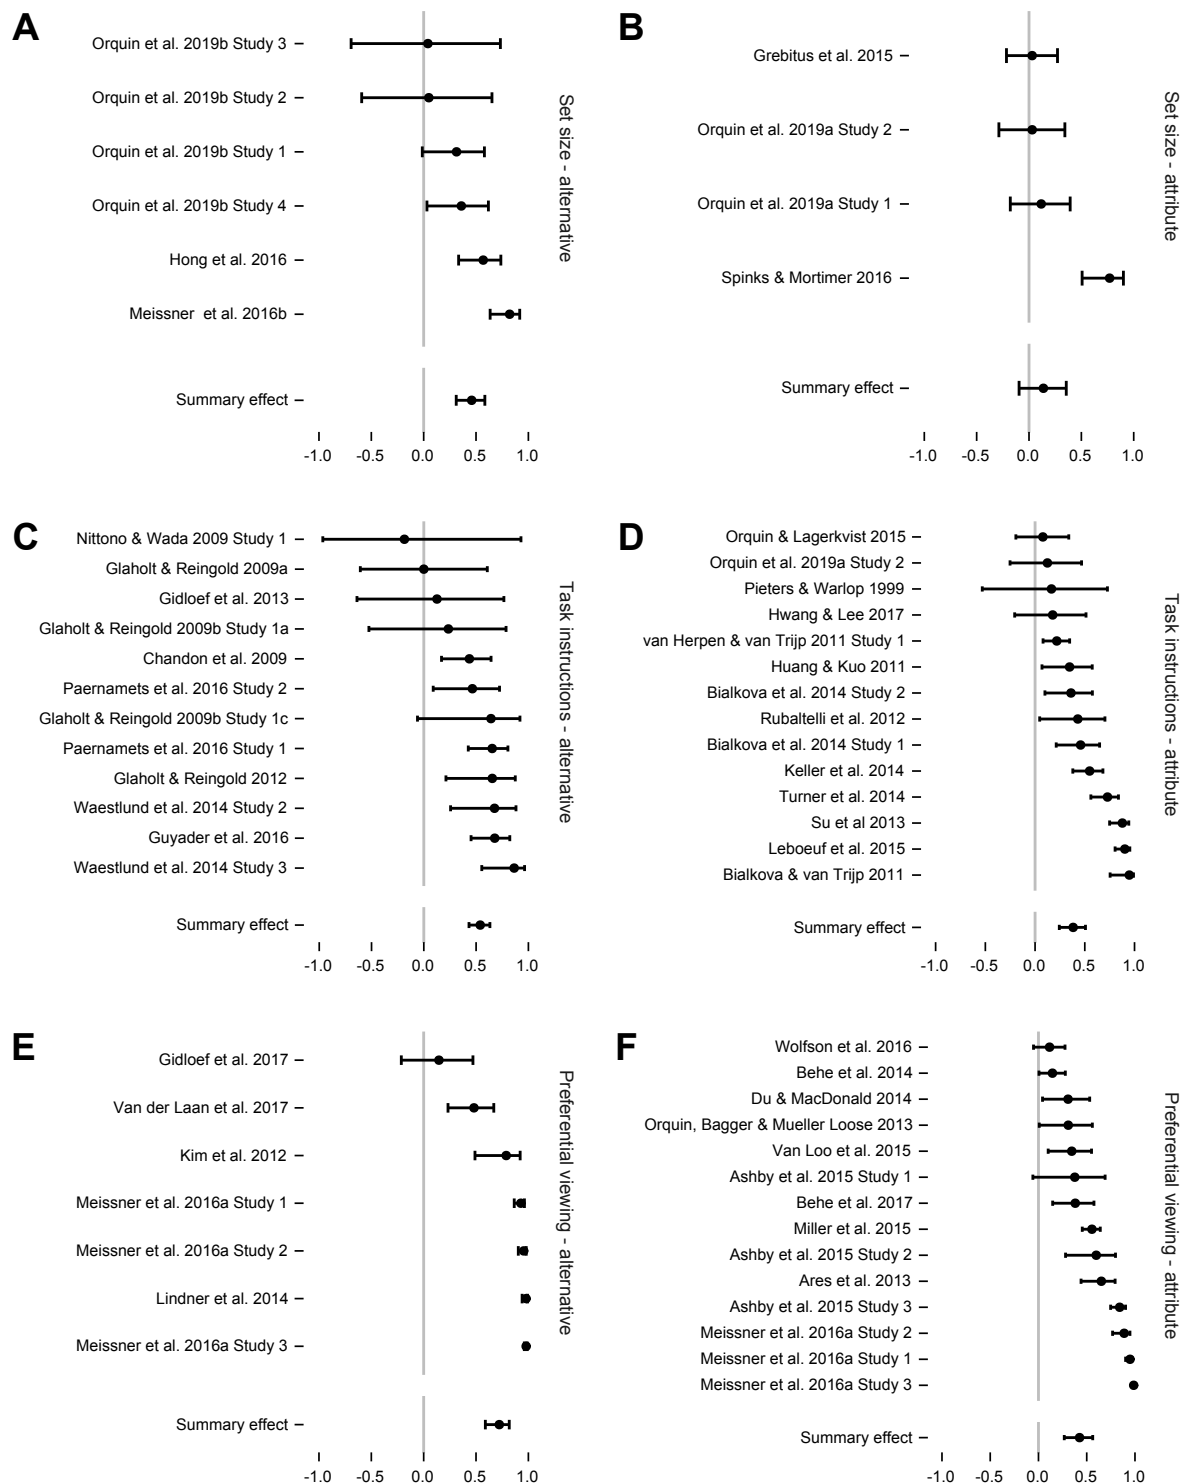 A
Orquin et al. 2019b Study 3
Orquin et al. 2019b Study 2
Orquin et al. 2019b Study 1
Orquin et al. 2019b Study 4
Hong et al. 2016
Meissner et al. 2016b
Summary effect
-1.0 -0.5 0.0 0.5 1.0
Set size - alternative
B
Grebitus et al. 2015
Orquin et al. 2019a Study 2
Orquin et al. 2019a Study 1
Spinks & Mortimer 2016
Summary effect
-1.0 -0.5 0.0 0.5 1.0
Set size - attribute
C
Nittono & Wada 2009 Study 1
Glaholt & Reingold 2009a
Gidloef et al. 2013
Glaholt & Reingold 2009b Study 1a
Chandon et al. 2009
Paernamets et al. 2016 Study 2
Glaholt & Reingold 2009b Study 1c
Paernamets et al. 2016 Study 1
Glaholt & Reingold 2012
Waestlund et al. 2014 Study 2
Guyader et al. 2016
Waestlund et al. 2014 Study 3
Summary effect
-1.0 -0.5 0.0 0.5 1.0
Task instructions - alternative
D
Orquin & Lagerkvist 2015
Orquin et al. 2019a Study 2
Pieters & Warlop 1999
Hwang & Lee 2017
van Herpen & van Trijp 2011 Study 1
Huang & Kuo 2011
Bialkova et al. 2014 Study 2
Rubaltelli et al. 2012
Bialkova et al. 2014 Study 1
Keller et al. 2014
Turner et al. 2014
Su et al 2013
Leboeuf et al. 2015
Bialkova & van Trijp 2011
Summary effect
-1.0 -0.5 0.0 0.5 1.0
Task instructions - attribute
E
Gidloef et al. 2017
Van der Laan et al. 2017
Kim et al. 2012
Meissner et al. 2016a Study 1
Meissner et al. 2016a Study 2
Lindner et al. 2014
Meissner et al. 2016a Study 3
Summary effect
-1.0 -0.5 0.0 0.5 1.0
Preferential viewing - alternative
F
Wolfson et al. 2016
Behe et al. 2014
Du & MacDonald 2014
Orquin, Bagger & Mueller Loose 2013
Van Loo et al. 2015
Ashby et al. 2015 Study 1
Behe et al. 2017
Miller et al. 2015
Ashby et al. 2015 Study 2
Ares et al. 2013
Ashby et al. 2015 Study 3
Meissner et al. 2016a Study 2
Meissner et al. 2016a Study 1
Meissner et al. 2016a Study 3
Summary effect
-1.0 -0.5 0.0 0.5 1.0
Preferential viewing - attribute